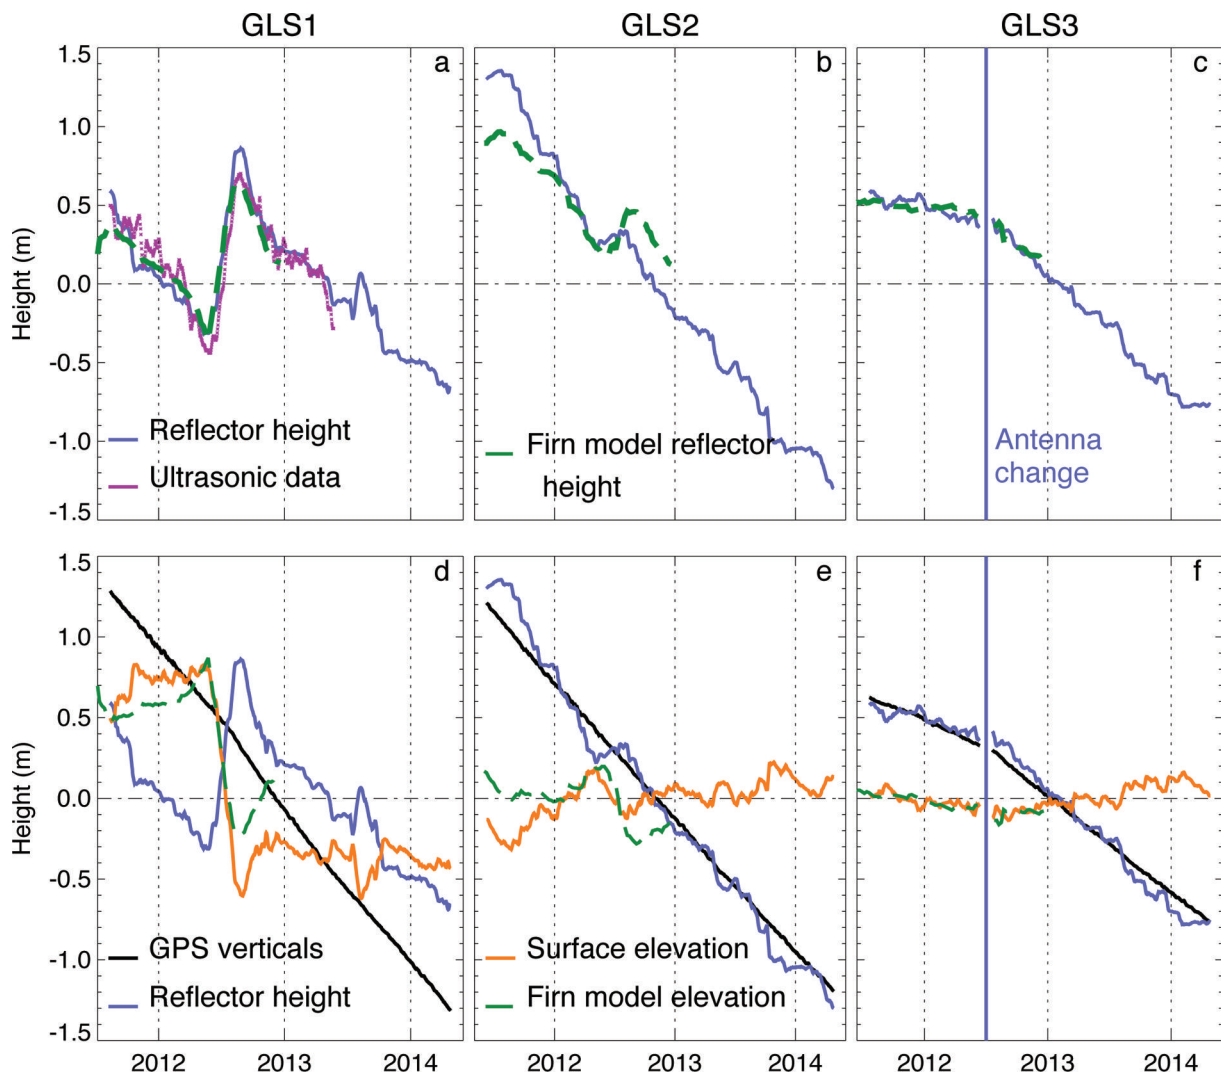 GLS1 GLS2 GLS3
a b c
1.5
1.0
0.5
0.0
-0.5
-1.0
-1.5
Height (m)
Reflector height
Ultrasonic data
Firn model reflector
height
Antenna
change
d e f
1.5
1.0
0.5
0.0
-0.5
-1.0
-1.5
Height (m)
GPS verticals
Reflector height
Surface elevation
Firn model elevation
2012 2013 2014 2012 2013 2014 2012 2013 2014